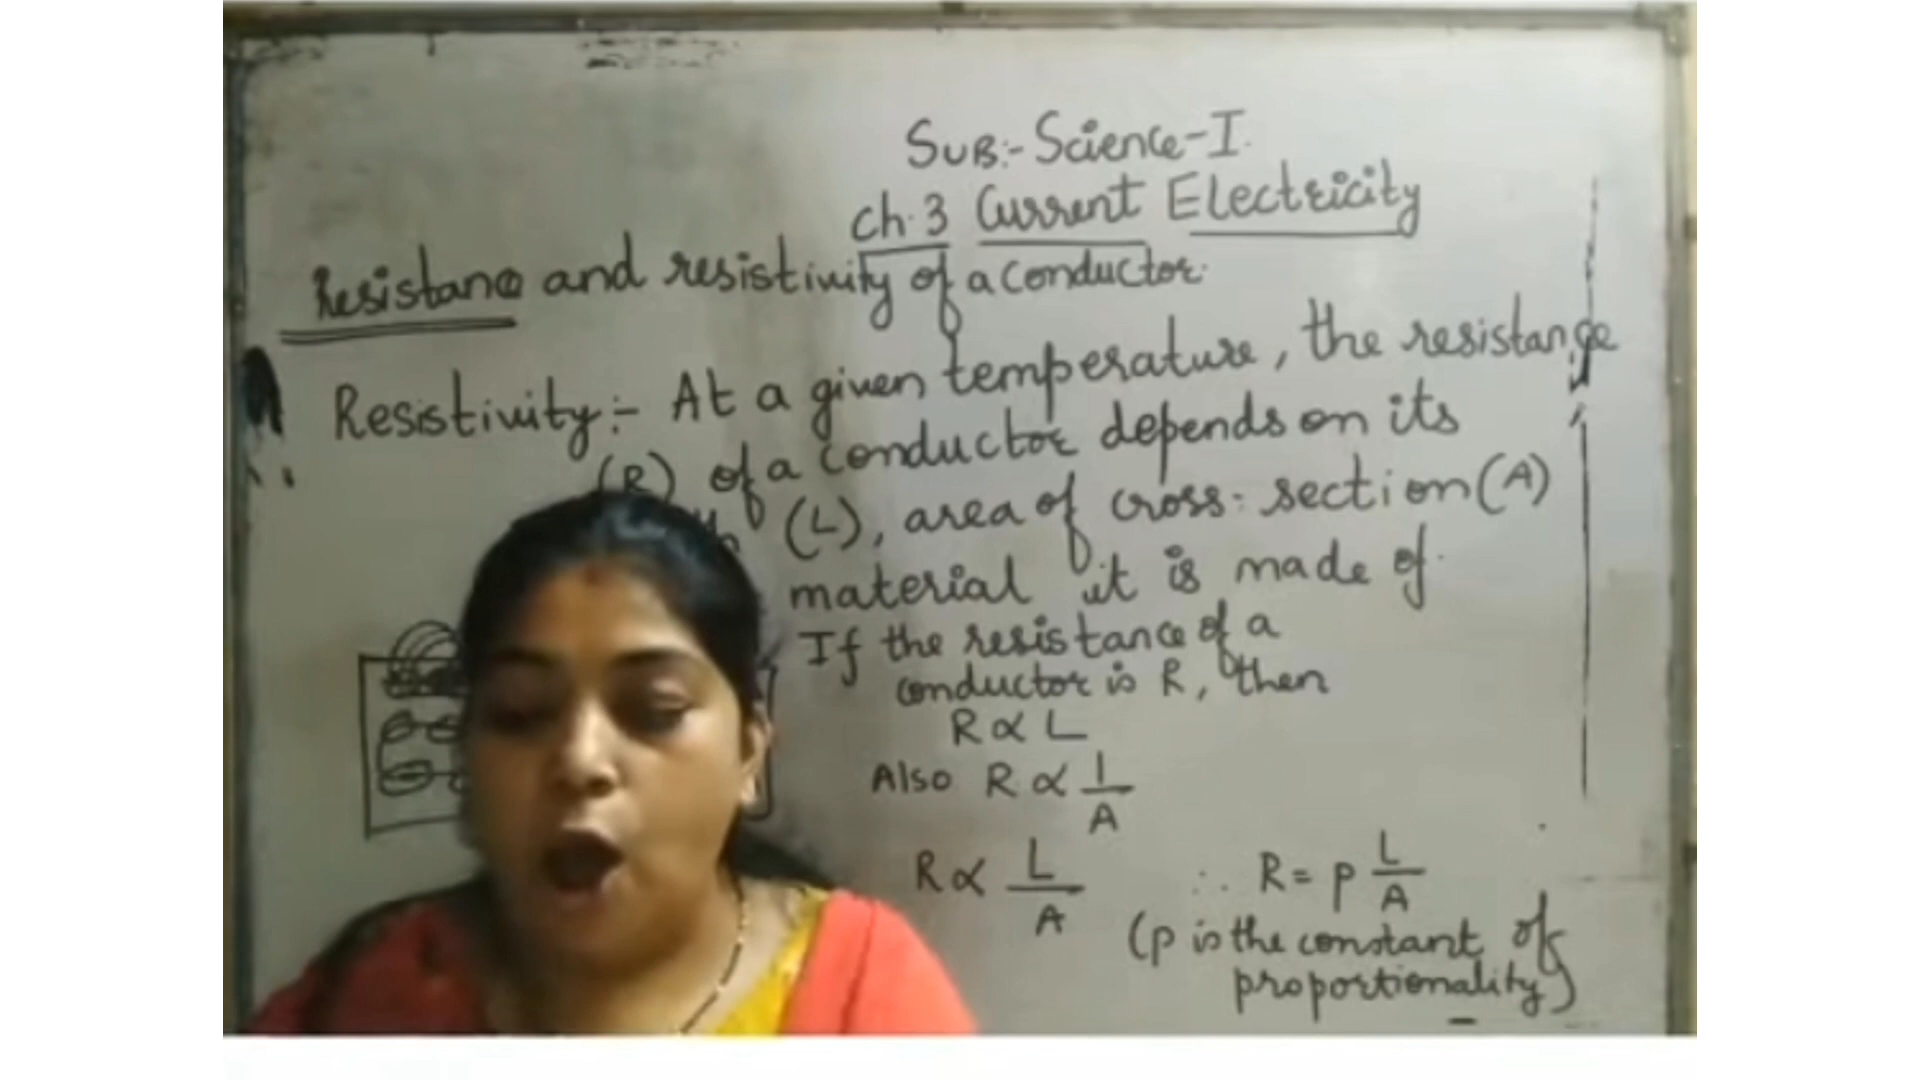 SUB:- Science-I.
Ch.3 Current Electricity
Resistance and resistivity of a conductor.
Resistivity:- At a given temperature, the resistance
(R) of a conductor depends on its
(L), area of cross-section (A)
material it is made of.
If the resistance of a
conductor is R, then
R ∝ L
Also R ∝ 1/A
R ∝ L/A ∴ R = p L/A
(p is the constant of
proportionality)